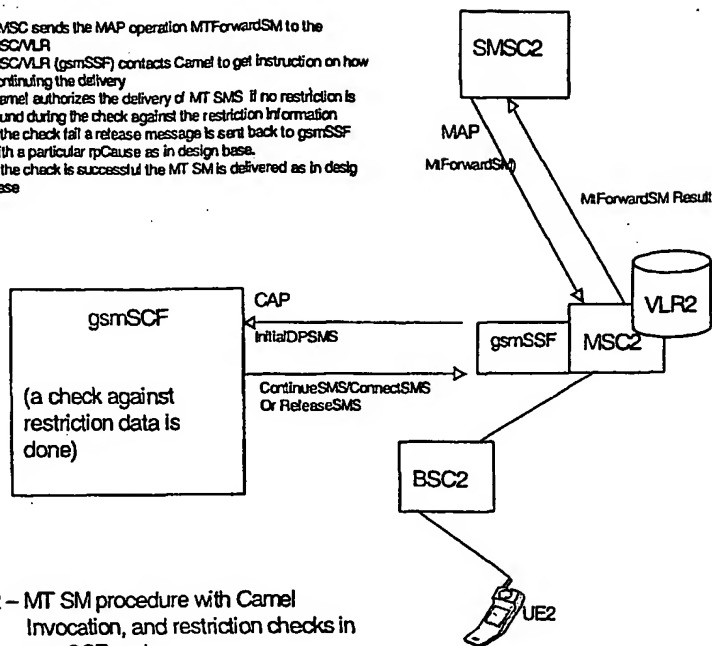 MSC sends the MAP operation MTForwardSM to the
SC/VLR
SC/VLR (gsmSSF) contacts Camel to get instruction on how
ntinuing the delivery
amel authorizes the delivery of MT SMS if no restriction is
und during the check against the restriction information
the check fail a release message is sent back to gsmSSF
th a particular rpCause as in design base.
the check is successful the MT SM is delivered as in desig
ase
SMSC2
MAP
MtForwardSM)
MtForwardSM Result
VLR2
gsmSSF
MSC2
gsmSCF
(a check against
restriction data is
done)
CAP
InitialDPSMS
ContinueSMS/ConnectSMS
Or ReleaseSMS
BSC2
UE2
– MT SM procedure with Camel
Invocation, and restriction checks in